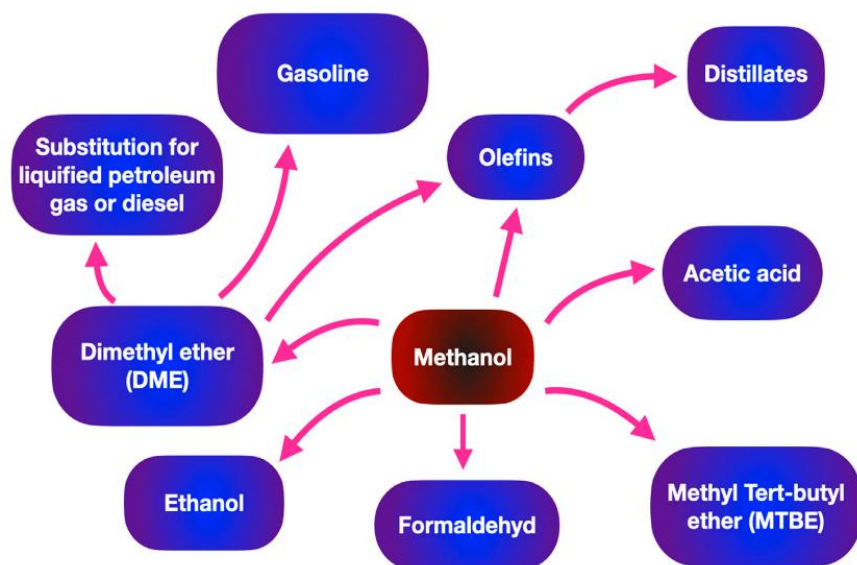 Gasoline
Distillates
Substitution for
liquified petroleum
gas or diesel
Olefins
Acetic acid
Dimethyl ether
(DME)
Methanol
Ethanol
Formaldehyd
Methyl Tert-butyl
ether (MTBE)